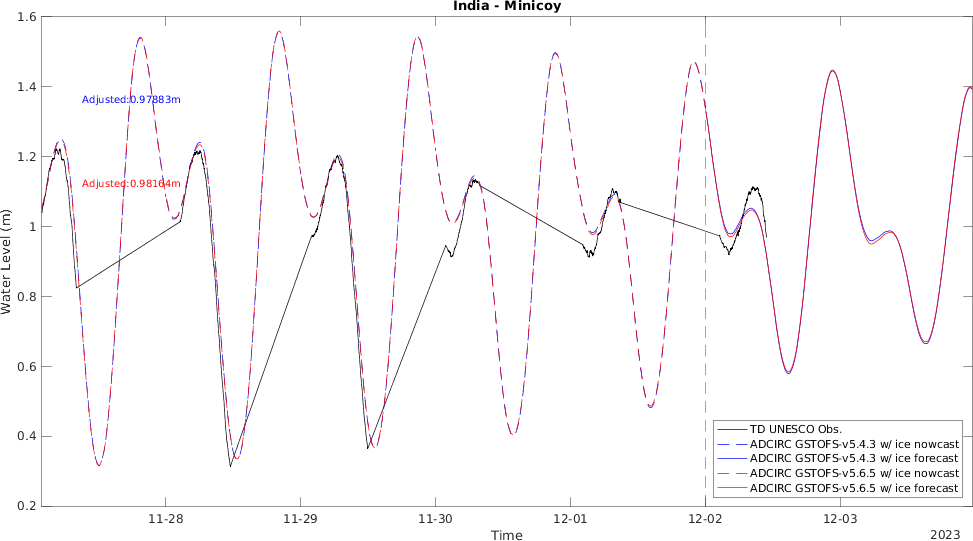 India - Minicoy
1.6
1.4
1.2
1
0.8
0.6
0.4
0.2
Water Level (m)
Adjusted:0.97883m
Adjusted:0.98164m
TD UNESCO Obs.
ADCIRC GSTOFS-v5.4.3 w/ ice nowcast
ADCIRC GSTOFS-v5.4.3 w/ ice forecast
ADCIRC GSTOFS-v5.6.5 w/ ice nowcast
ADCIRC GSTOFS-v5.6.5 w/ ice forecast
11-28
11-29
11-30
12-01
12-02
12-03
Time
2023